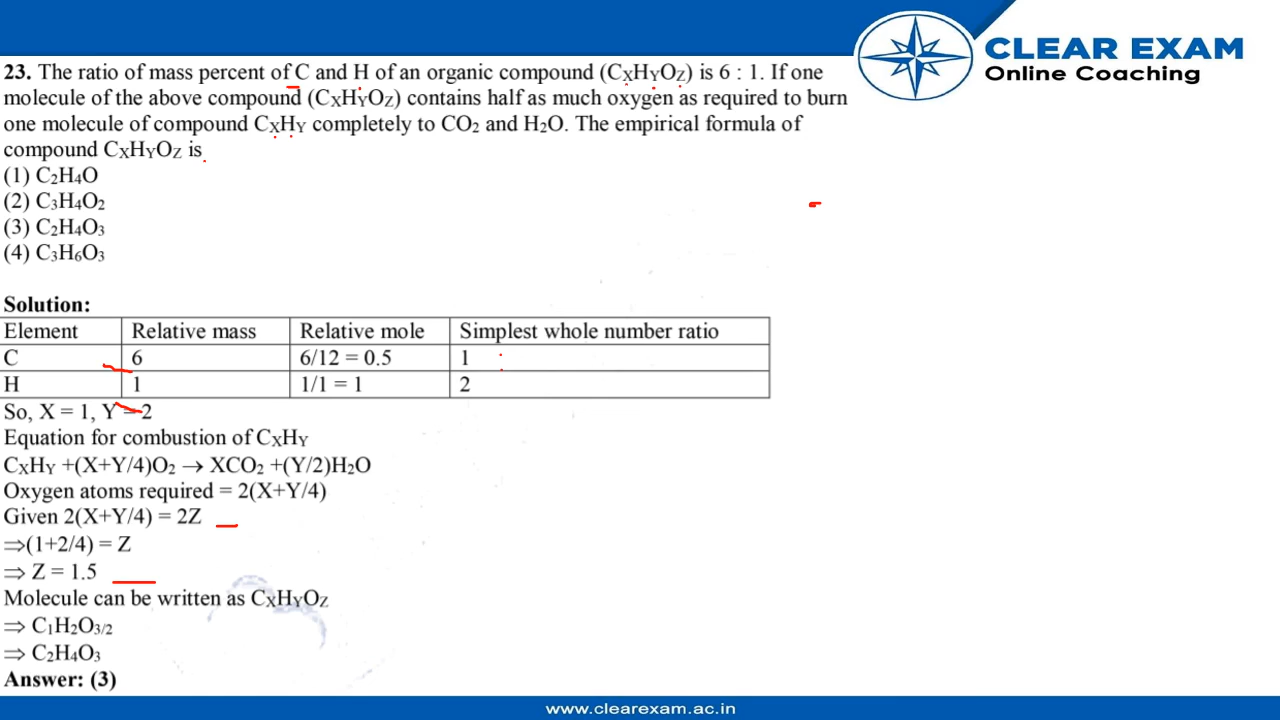 CLEAR EXAM
Online Coaching
23. The ratio of mass percent of C and H of an organic compound (CXHYOZ) is 6 : 1. If one
molecule of the above compound (CXHYOZ) contains half as much oxygen as required to burn
one molecule of compound CXHY completely to CO2 and H2O. The empirical formula of
compound CXHYOZ is
(1) C2H4O
(2) C3H4O2
(3) C2H4O3
(4) C3H6O3
Solution:
Element Relative mass Relative mole Simplest whole number ratio
C 6 6/12 = 0.5 1
H 1 1/1 = 1 2
So, X = 1, Y = 2
Equation for combustion of CXHY
CXHY +(X+Y/4)O2 → XCO2 +(Y/2)H2O
Oxygen atoms required = 2(X+Y/4)
Given 2(X+Y/4) = 2Z
⇒(1+2/4) = Z
⇒ Z = 1.5
Molecule can be written as CXHYOZ
⇒ C1H2O3/2
⇒ C2H4O3
Answer: (3)
www.clearexam.ac.in